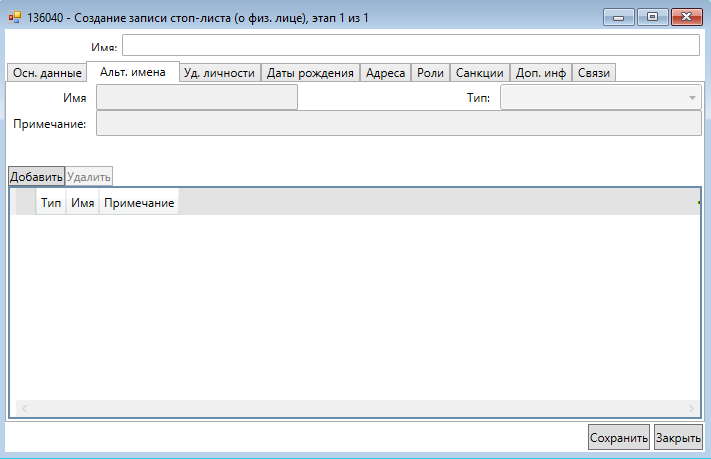 136040 - Создание записи стоп-листа (о физ. лице), этап 1 из 1
Имя:
Осн. данные Альт. имена Уд. личности Даты рождения Адреса Роли Санкции Доп. инф Связи
Имя Тип:
Примечание:
Добавить Удалить
Тип Имя Примечание
Сохранить Закрыть